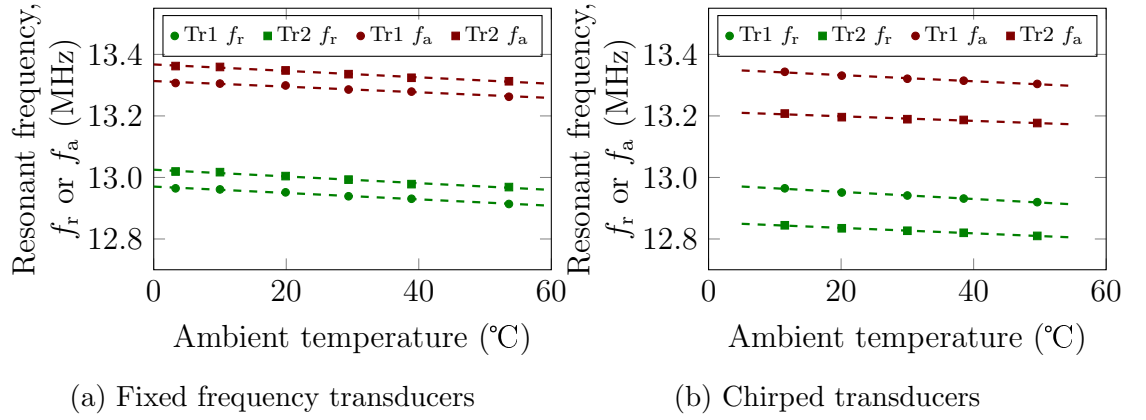 Resonant frequency,
fr or fa (MHz)
Tr1 fr Tr2 fr Tr1 fa Tr2 fa
13.4
13.2
13.0
12.8
0 20 40 60
Ambient temperature (℃)
(a) Fixed frequency transducers
Resonant frequency,
fr or fa (MHz)
Tr1 fr Tr2 fr Tr1 fa Tr2 fa
13.4
13.2
13.0
12.8
0 20 40 60
Ambient temperature (℃)
(b) Chirped transducers